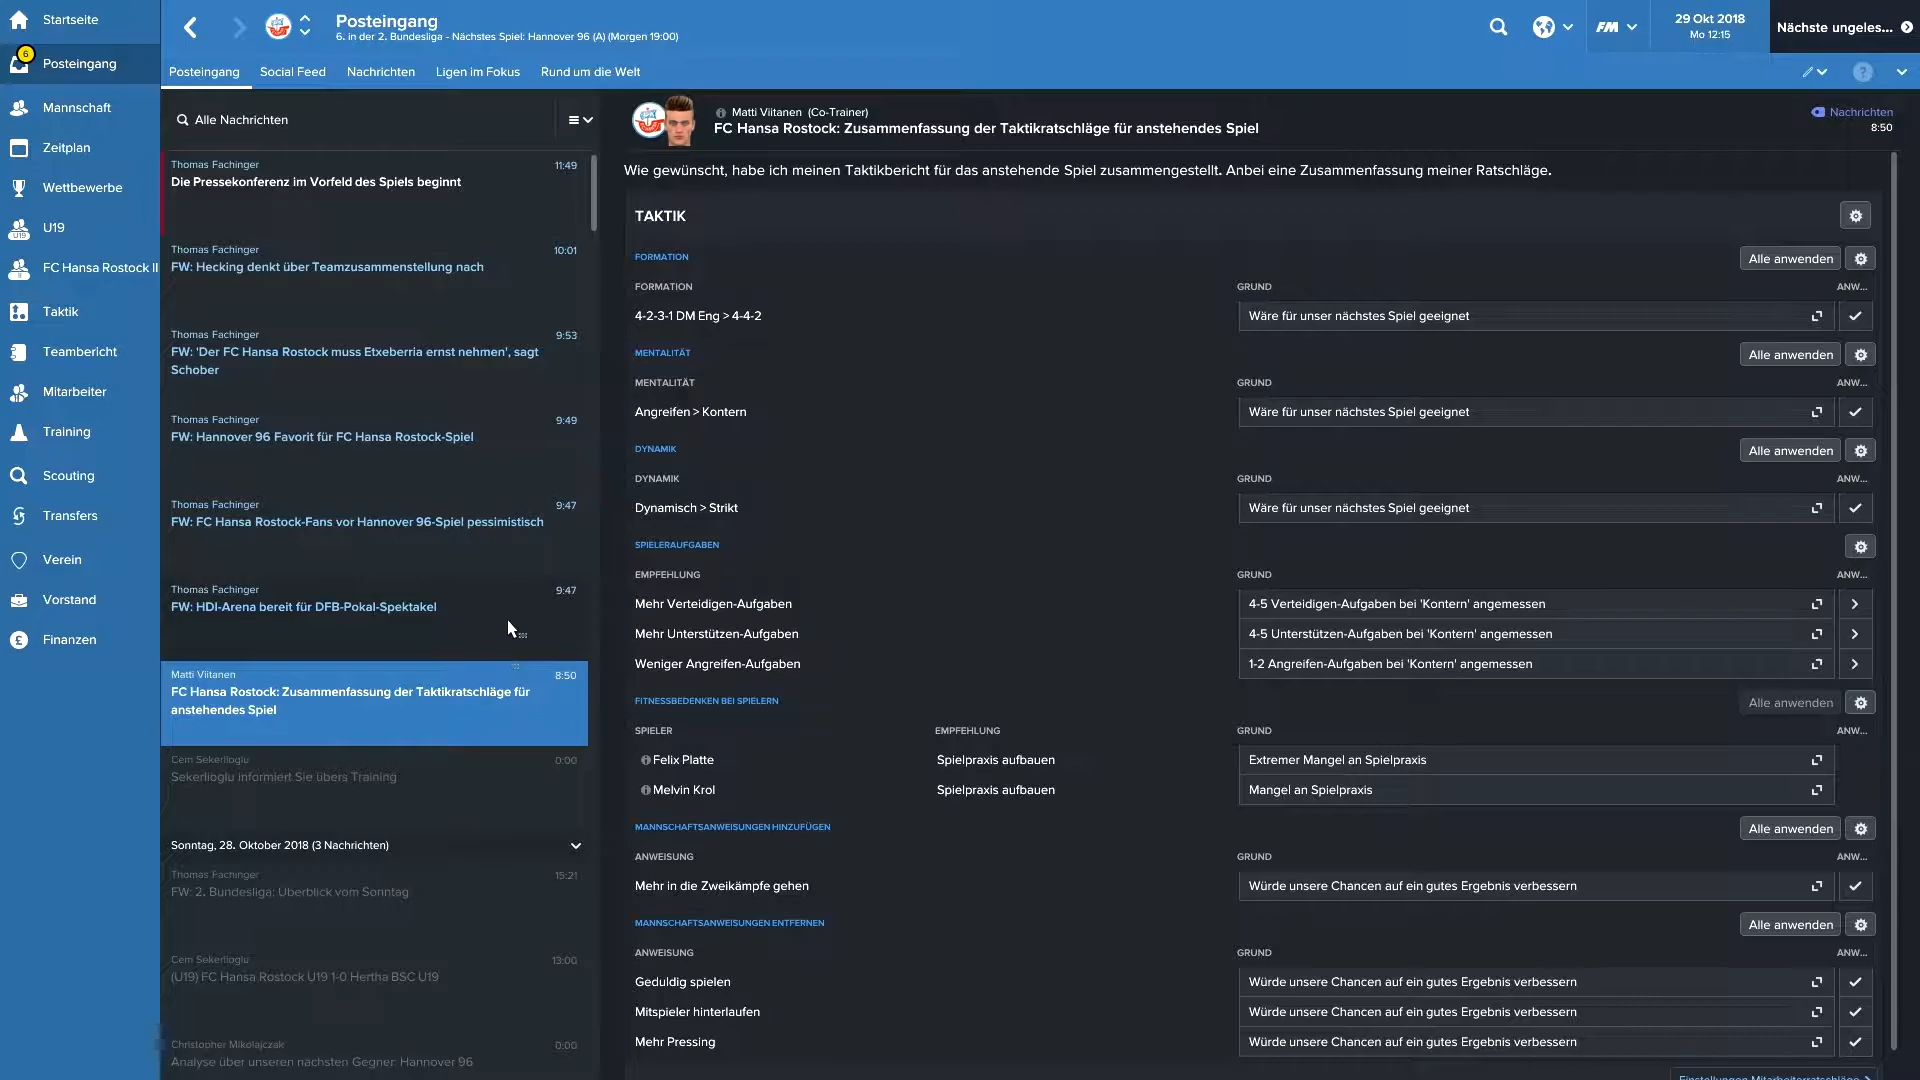 Startseite
6
Posteingang
Mannschaft
Zeitplan
Wettbewerbe
U19
U19
FC Hansa Rostock II
II
Taktik
Teambericht
Mitarbeiter
Training
Scouting
Transfers
Verein
Vorstand
Finanzen
Posteingang
6. in der 2. Bundesliga - Nächstes Spiel: Hannover 96 (A) (Morgen 19:00)
FM
29 Okt 2018
Mo 12:15
Nächste ungeles...
Posteingang Social Feed Nachrichten Ligen im Fokus Rund um die Welt
Alle Nachrichten
Thomas Fachinger 11:49
Die Pressekonferenz im Vorfeld des Spiels beginnt
Thomas Fachinger 10:01
FW: Hecking denkt über Teamzusammenstellung nach
Thomas Fachinger 9:53
FW: 'Der FC Hansa Rostock muss Etxeberria ernst nehmen', sagt
Schober
Thomas Fachinger 9:49
FW: Hannover 96 Favorit für FC Hansa Rostock-Spiel
Thomas Fachinger 9:47
FW: FC Hansa Rostock-Fans vor Hannover 96-Spiel pessimistisch
Thomas Fachinger 9:47
FW: HDI-Arena bereit für DFB-Pokal-Spektakel
Matti Viitanen 8:50
FC Hansa Rostock: Zusammenfassung der Taktikratschläge für
anstehendes Spiel
Cem Sekerlioglu 0:00
Sekerlioglu informiert Sie übers Training
Sonntag, 28. Oktober 2018 (3 Nachrichten)
Thomas Fachinger 15:21
FW: 2. Bundesliga: Überblick vom Sonntag
Cem Sekerlioglu 13:00
(U19) FC Hansa Rostock U19 1-0 Hertha BSC U19
Christopher Mikolajczak 0:00
Analyse über unseren nächsten Gegner: Hannover 96
Matti Viitanen (Co-Trainer)
FC Hansa Rostock: Zusammenfassung der Taktikratschläge für anstehendes Spiel
Nachrichten
8:50
Wie gewünscht, habe ich meinen Taktikbericht für das anstehende Spiel zusammengestellt. Anbei eine Zusammenfassung meiner Ratschläge.
TAKTIK
FORMATION Alle anwenden
FORMATION GRUND ANW...
4-2-3-1 DM Eng > 4-4-2 Wäre für unser nächstes Spiel geeignet
MENTALITÄT Alle anwenden
MENTALITÄT GRUND ANW...
Angreifen > Kontern Wäre für unser nächstes Spiel geeignet
DYNAMIK Alle anwenden
DYNAMIK GRUND ANW...
Dynamisch > Strikt Wäre für unser nächstes Spiel geeignet
SPIELERAUFGABEN
EMPFEHLUNG GRUND ANW...
Mehr Verteidigen-Aufgaben 4-5 Verteidigen-Aufgaben bei 'Kontern' angemessen
Mehr Unterstützen-Aufgaben 4-5 Unterstützen-Aufgaben bei 'Kontern' angemessen
Weniger Angreifen-Aufgaben 1-2 Angreifen-Aufgaben bei 'Kontern' angemessen
FITNESSBEDENKEN BEI SPIELERN Alle anwenden
SPIELER EMPFEHLUNG GRUND ANW...
Felix Platte Spielpraxis aufbauen Extremer Mangel an Spielpraxis
Melvin Krol Spielpraxis aufbauen Mangel an Spielpraxis
MANNSCHAFTSANWEISUNGEN HINZUFÜGEN Alle anwenden
ANWEISUNG GRUND ANW...
Mehr in die Zweikämpfe gehen Würde unsere Chancen auf ein gutes Ergebnis verbessern
MANNSCHAFTSANWEISUNGEN ENTFERNEN Alle anwenden
ANWEISUNG GRUND ANW...
Geduldig spielen Würde unsere Chancen auf ein gutes Ergebnis verbessern
Mitspieler hinterlaufen Würde unsere Chancen auf ein gutes Ergebnis verbessern
Mehr Pressing Würde unsere Chancen auf ein gutes Ergebnis verbessern
Einstellungen Mitarbeiterratschläge >